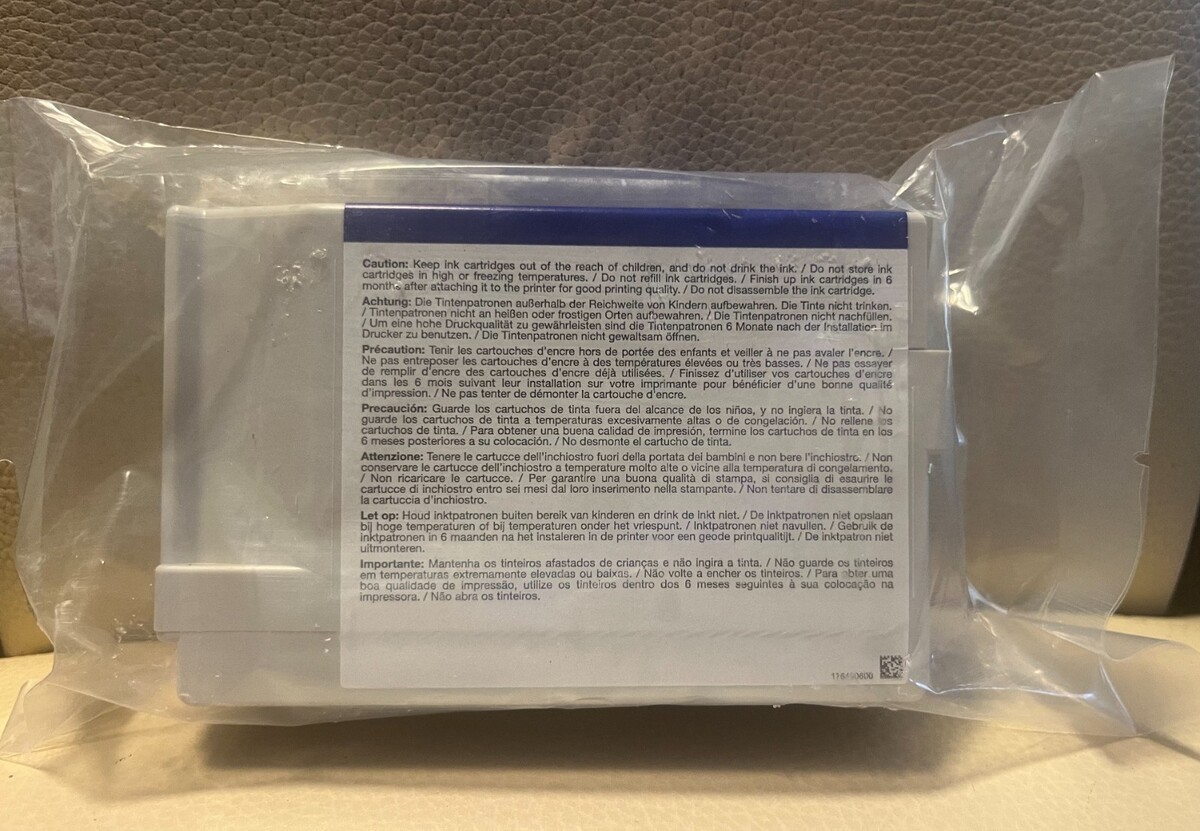 Caution: Keep ink cartridges out of the reach of children, and do not drink the ink. / Do not store ink
cartridges in high or freezing temperatures. / Do not refill ink cartridges. / Finish up ink cartridges in 6
months after attaching it to the printer for good printing quality. / Do not disassemble the ink cartridge.
Achtung: Die Tintenpatronen außerhalb der Reichweite von Kindern aufbewahren. Die Tinte nicht trinken.
/ Tintenpatronen nicht an heißen oder frostigen Orten aufbewahren. / Die Tintenpatronen nicht nachfüllen.
/ Um eine hohe Druckqualität zu gewährleisten sind die Tintenpatronen 6 Monate nach der Installation im
Drucker zu benutzen. / Die Tintenpatronen nicht gewaltsam öffnen.
Précaution: Tenir les cartouches d'encre hors de portée des enfants et veiller à ne pas avaler l'encre. /
Ne pas entreposer les cartouches d'encre à des températures élevées ou très basses. / Ne pas essayer
de remplir d'encre des cartouches d'encre déjà utilisées. / Finissez d'utiliser vos cartouches d'encre
dans les 6 mois suivant leur installation sur votre imprimante pour bénéficier d'une bonne qualité
d'impression. / Ne pas tenter de démonter la cartouche d'encre.
Precaución: Guarde los cartuchos de tinta fuera del alcance de los niños, y no ingiera la tinta. / No
guarde los cartuchos de tinta a temperaturas excesivamente altas o de congelación. / No rellene los
cartuchos de tinta. / Para obtener una buena calidad de impresión, termine los cartuchos de tinta en los
6 meses posteriores a su colocación. / No desmonte el cartucho de tinta.
Attenzione: Tenere le cartucce dell'inchiostro fuori della portata dei bambini e non bere l'inchiostro. / Non
conservare le cartucce dell'inchiostro a temperature molto alte o vicine alla temperatura di congelamento.
/ Non ricaricare le cartucce. / Per garantire una buona qualità di stampa, si consiglia di esaurire le
cartucce di inchiostro entro sei mesi dal loro inserimento nella stampante. / Non tentare di disassemblare
la cartuccia d'inchiostro.
Let op: Houd inktpatronen buiten bereik van kinderen en drink de inkt niet. / De inktpatronen niet opslaan
bij hoge temperaturen of bij temperaturen onder het vriespunt. / Inktpatronen niet navullen. / Gebruik de
inktpatronen in 6 maanden na het instaleren in de printer voor een geode printqualitijt. / De inktpatron niet
uitmonteren.
Importante: Mantenha os tinteiros afastados de crianças e não ingira a tinta. / Não guarde os tinteiros
em temperaturas extremamente elevadas ou baixas. / Não volte a encher os tinteiros. / Para obter uma
boa qualidade de impressão, utilize os tinteiros dentro dos 6 meses seguintes à sua colocação na
impressora. / Não abra os tinteiros.